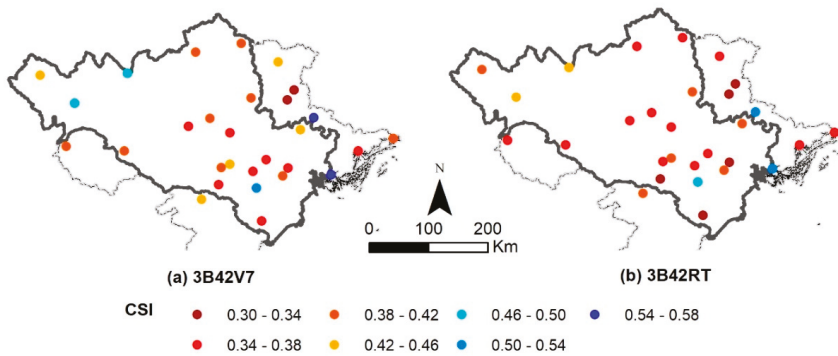 N
0 100 200
Km
(a) 3B42V7
(b) 3B42RT
CSI
0.30 - 0.34
0.38 - 0.42
0.46 - 0.50
0.54 - 0.58
0.34 - 0.38
0.42 - 0.46
0.50 - 0.54